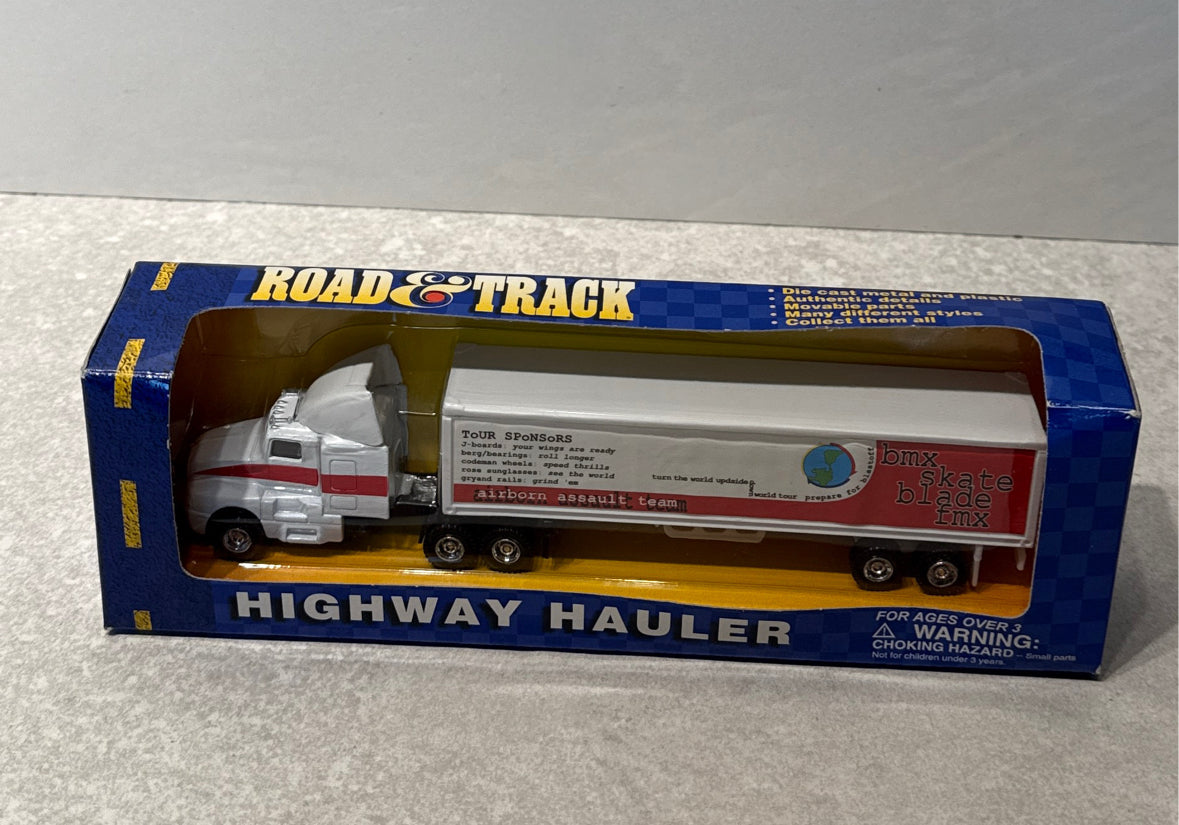 ROAD & TRACK
• Die cast metal and plastic
• Authentic details
• Movable parts
• Many different styles
• Collect them all
ToUR SPoNSoRS
J-boards: your wings are ready
berg/bearings: roll longer
codeman wheels: speed thrills
rose sunglasses: see the world
gryand rails: grind 'em
airborn assault team
turn the world upside down world tour prepare for blastoff
bmx
skate
blade
fmx
HIGHWAY HAULER
FOR AGES OVER 3
WARNING:
CHOKING HAZARD – Small parts
Not for children under 3 years.